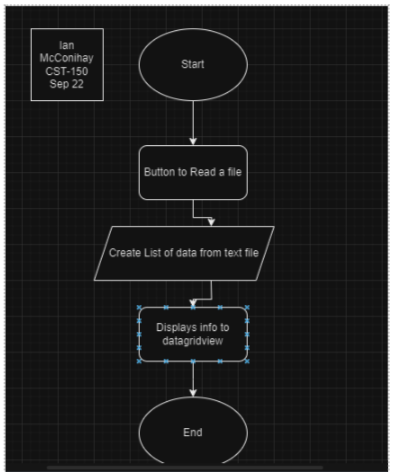 Ian
McConihay
CST-150
Sep 22
Start
Button to Read a file
Create List of data from text file
Displays info to
datagridview
End